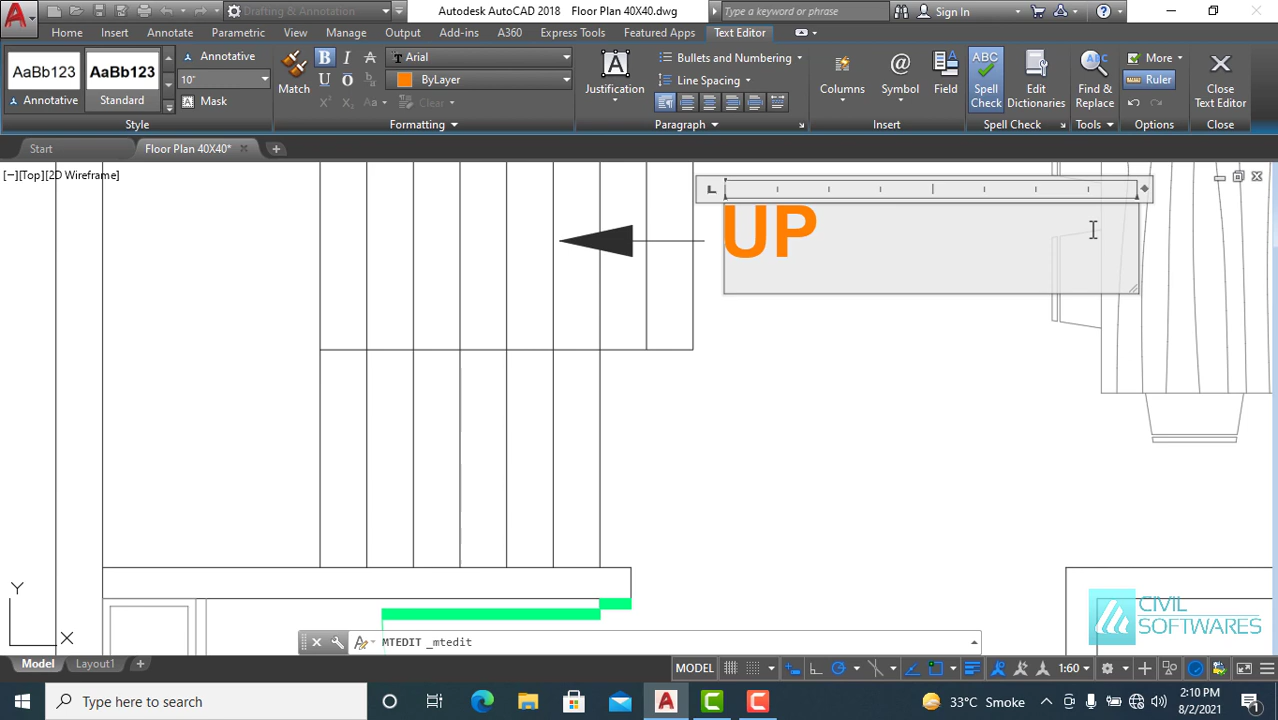 Drafting & Annotation
Autodesk AutoCAD 2018 Floor Plan 40X40.dwg
Type a keyword or phrase
Sign In
Home Insert Annotate Parametric View Manage Output Add-ins A360 Express Tools Featured Apps Text Editor
AaBb123 AaBb123
Annotative
Standard
Annotative
10"
Mask
Style
Match
B I A
U O
Arial
ByLayer
Aa
Clear
Formatting
Justification
Bullets and Numbering
Line Spacing
Paragraph
Columns
Symbol
Field
Insert
Spell
Check
Edit
Dictionaries
Spell Check
Find &
Replace
Tools
More
Ruler
Options
Close
Text Editor
Close
Start
Floor Plan 40X40*
[−][Top][2D Wireframe]
UP
Y
X
CIVIL
SOFTWARES
MTEDIT _mtedit
Model Layout1
MODEL
1:60
Type here to search
33°C Smoke
2:10 PM
8/2/2021
1